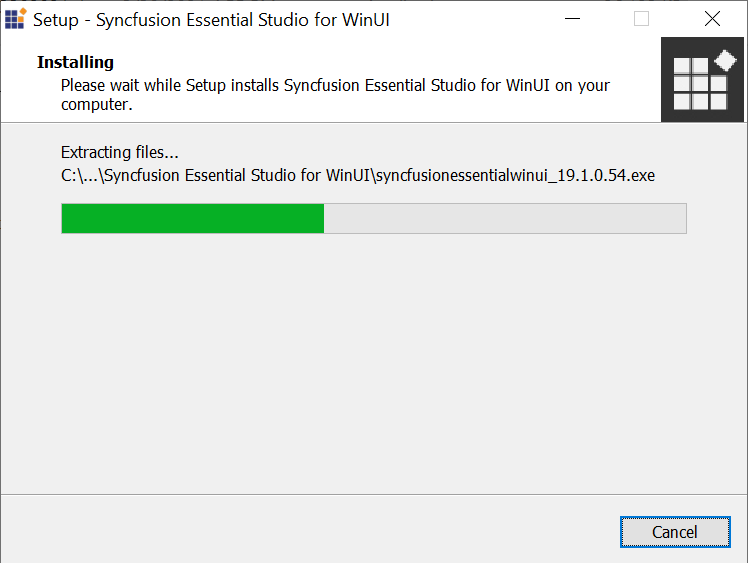 Setup - Syncfusion Essential Studio for WinUI
Installing
Please wait while Setup installs Syncfusion Essential Studio for WinUI on your
computer.
Extracting files...
C:\...\Syncfusion Essential Studio for WinUI\syncfusionessentialwinui_19.1.0.54.exe
Cancel